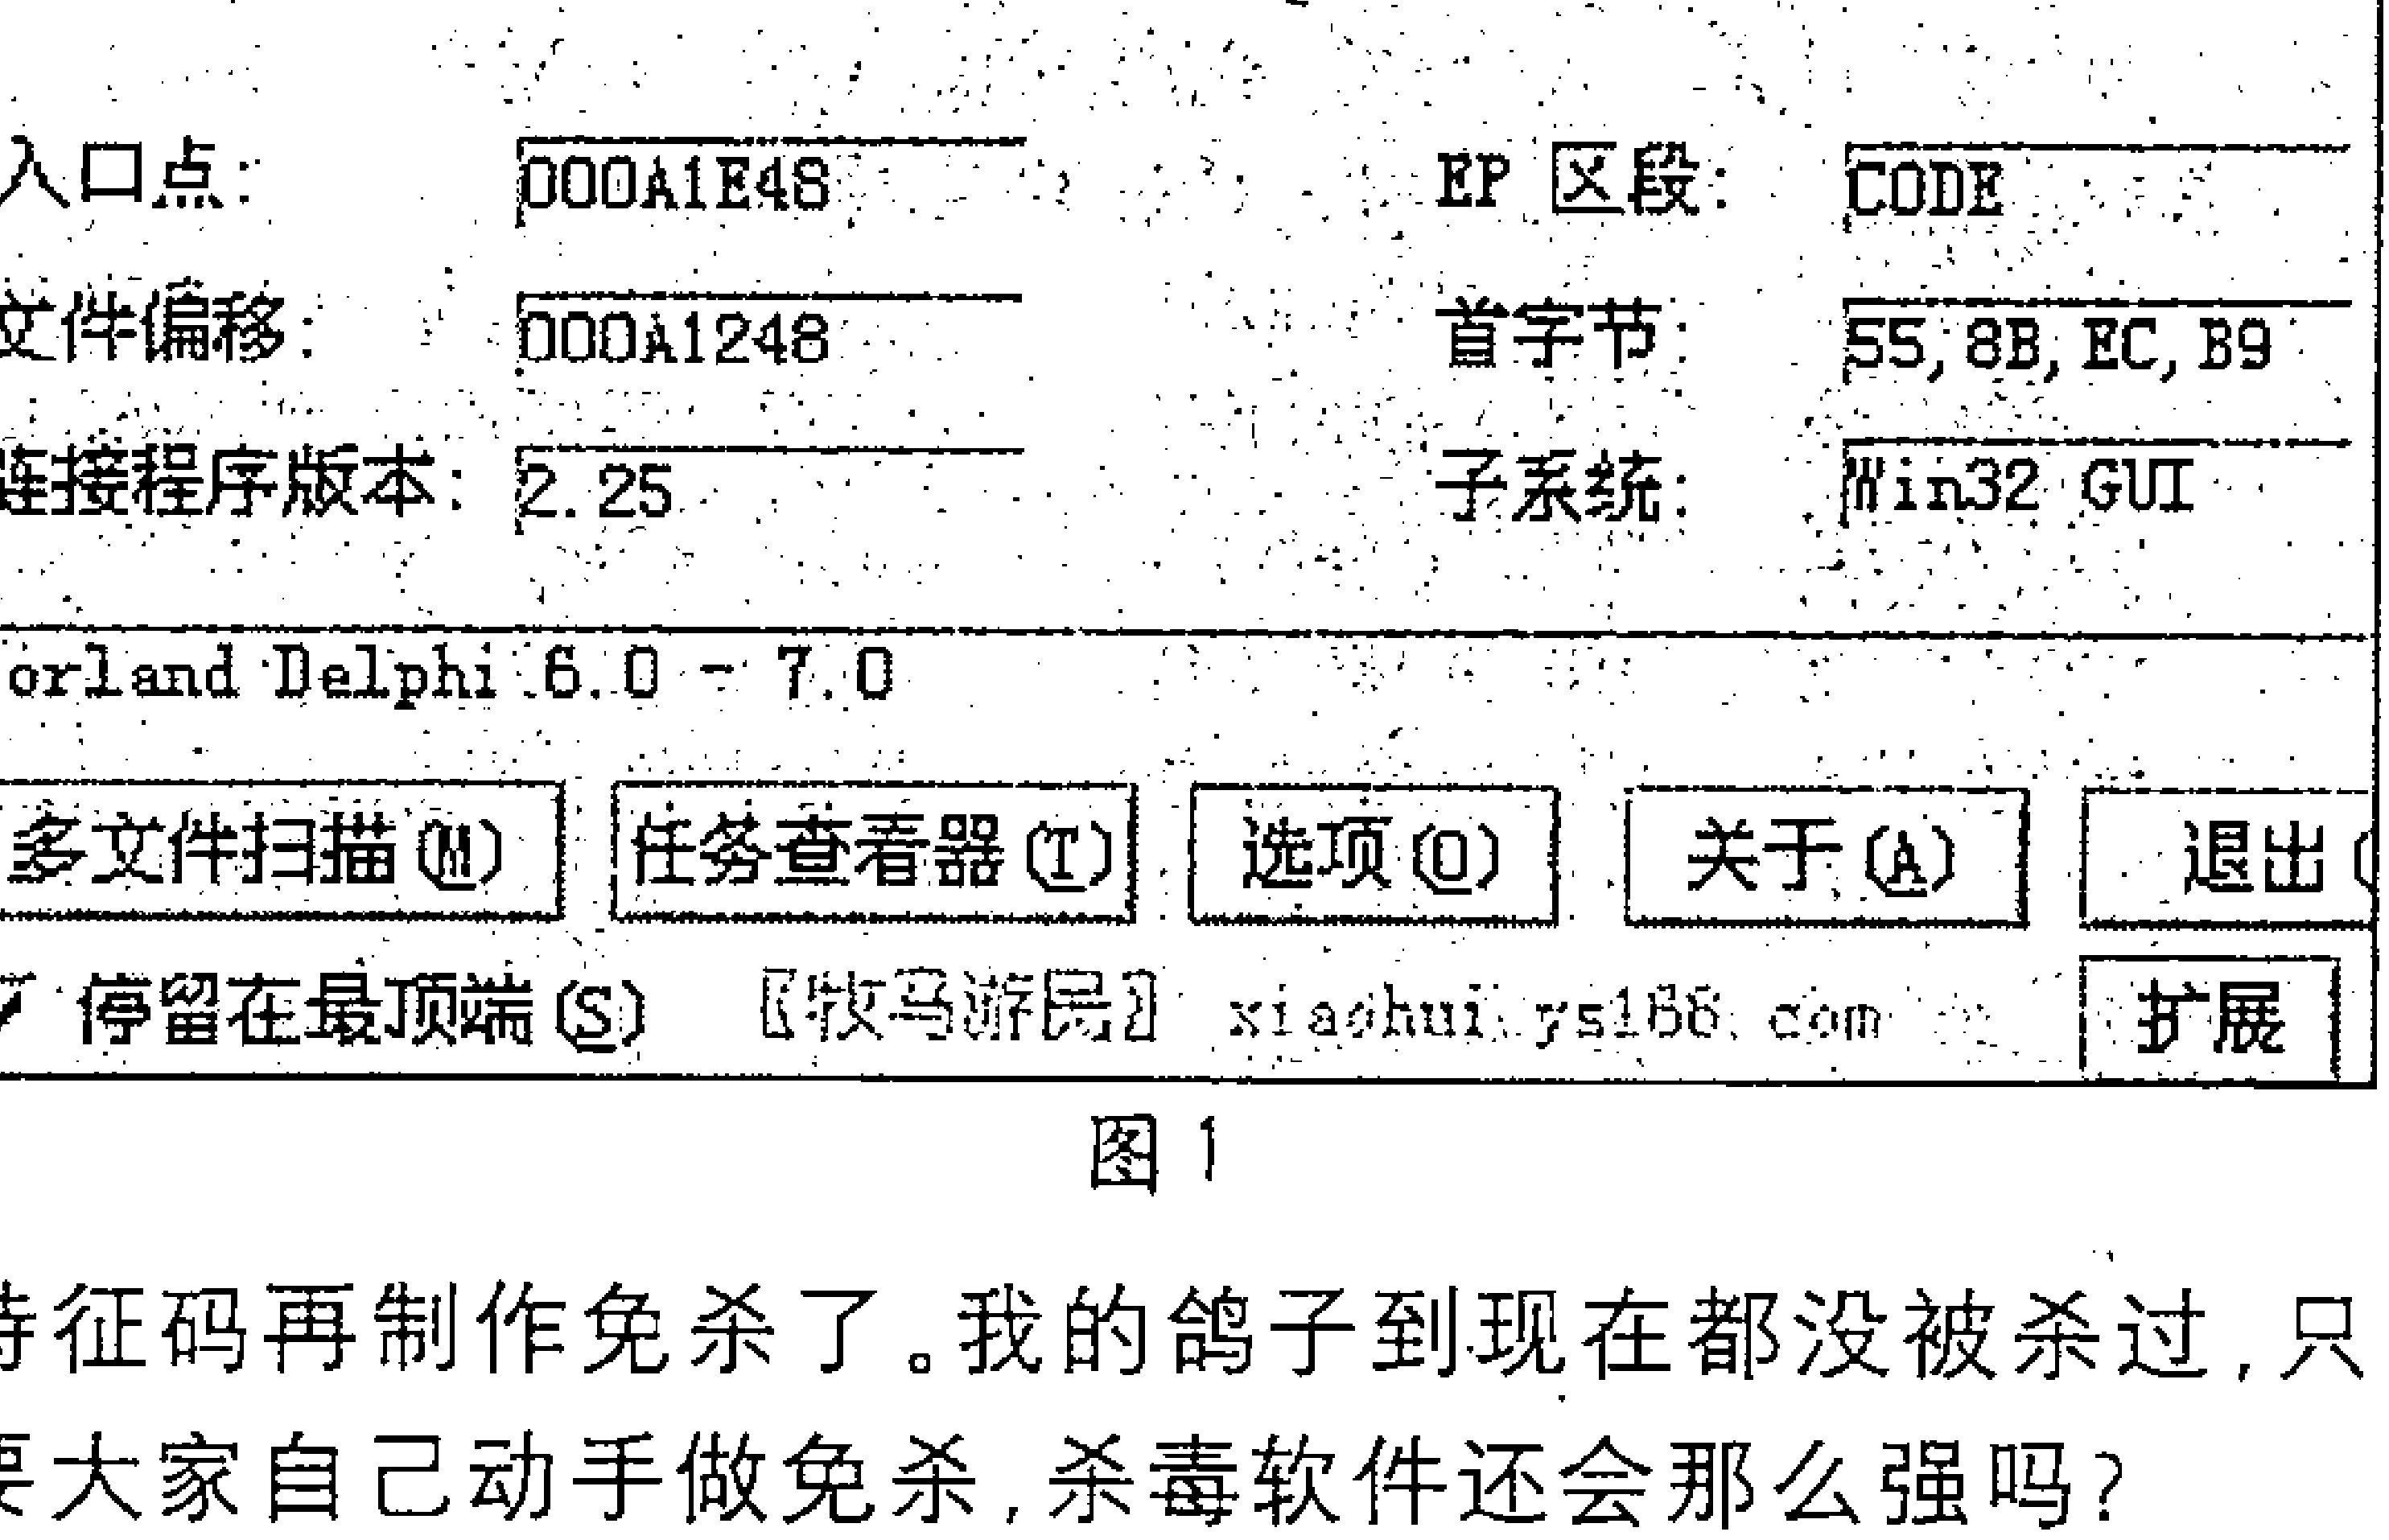 入口点: 000A1E48 EP 区段: CODE
文件偏移: 000A1248 首字节: 55,8B,EC,B9
连接程序版本: 2.25 子系统: Win32 GUI
orland Delphi 6.0 - 7.0
多文件扫描(M) 任务查看器(T) 选项(O) 关于(A) 退出(
停留在最顶端(S) 【牧马游民】 xiaohui.ys168.com 扩展
图 1
特征码再制作免杀了。我的鸽子到现在都没被杀过,只
要大家自己动手做免杀,杀毒软件还会那么强吗?